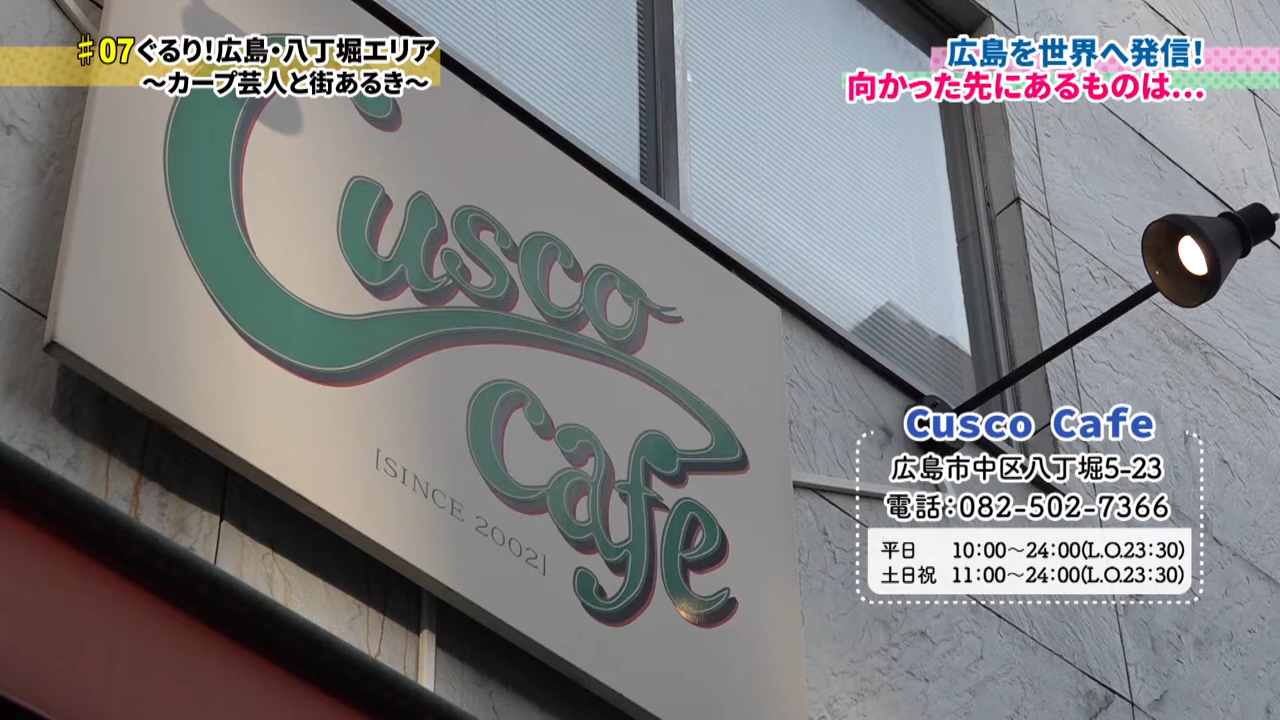 #07ぐるり!広島・八丁堀エリア
～カープ芸人と街あるき～
広島を世界へ発信!
向かった先にあるものは...
Cusco
Cafe
[SINCE 2002]
Cusco Cafe
広島市中区八丁堀5-23
電話:082-502-7366
平日 10:00～24:00(L.O.23:30)
土日祝 11:00～24:00(L.O.23:30)